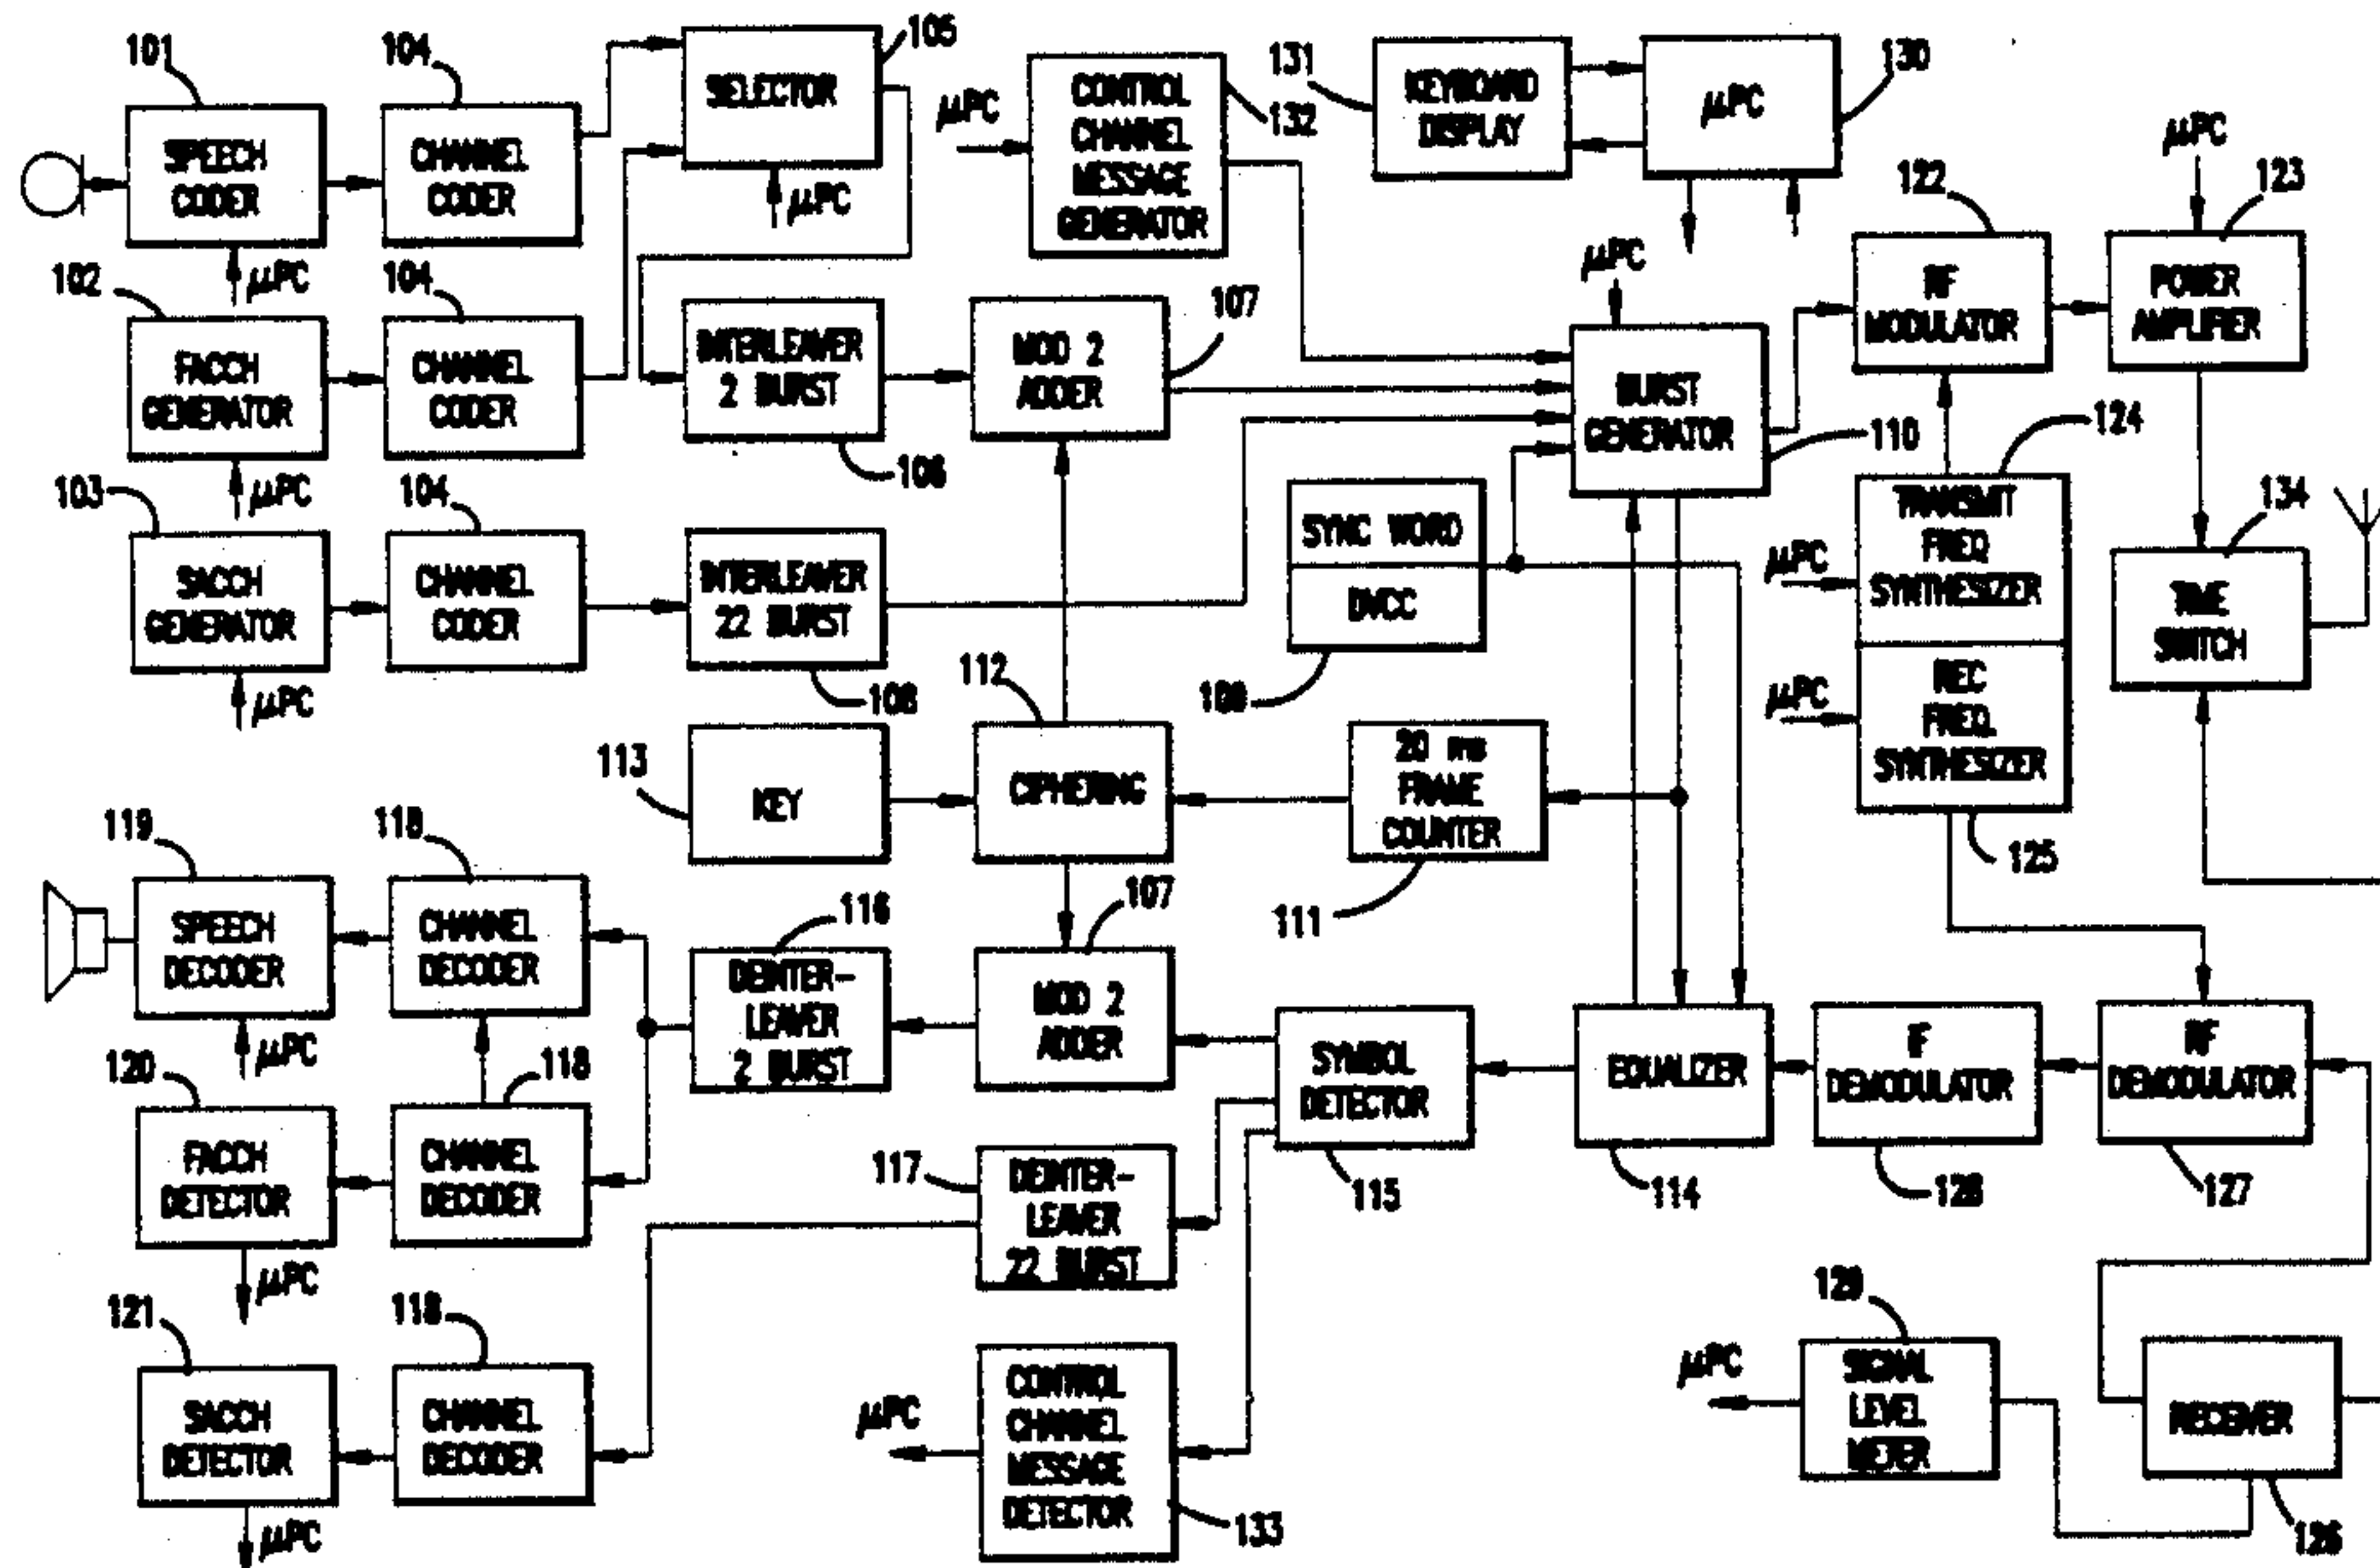 101
SPEECH
CODER
µPC
104
CHANNEL
CODER
105
SELECTOR
µPC
µPC
CONTROL
CHANNEL
MESSAGE
GENERATOR
132
131
KEYBOARD
DISPLAY
µPC
130
102
FACCH
GENERATOR
µPC
104
CHANNEL
CODER
INTERLEAVER
2 BURST
106
MOD 2
ADDER
107
µPC
BURST
GENERATOR
110
122
RF
MODULATOR
µPC
123
POWER
AMPLIFIER
103
SACCH
GENERATOR
µPC
104
CHANNEL
CODER
INTERLEAVER
22 BURST
108
SYNC WORD
DVCC
109
124
TRANSMIT
FREQ
SYNTHESIZER
µPC
REC
FREQ.
SYNTHESIZER
µPC
125
134
TIME
SWITCH
113
KEY
112
CIPHERING
20 ms
FRAME
COUNTER
111
119
SPEECH
DECODER
µPC
118
CHANNEL
DECODER
116
DEINTER-
LEAVER
2 BURST
107
MOD 2
ADDER
SYMBOL
DETECTOR
115
EQUALIZER
114
IF
DEMODULATOR
128
RF
DEMODULATOR
127
120
FACCH
DETECTOR
µPC
118
CHANNEL
DECODER
117
DEINTER-
LEAVER
22 BURST
121
SACCH
DETECTOR
µPC
118
CHANNEL
DECODER
µPC
CONTROL
CHANNEL
MESSAGE
DETECTOR
133
µPC
129
SIGNAL
LEVEL
METER
RECEIVER
126